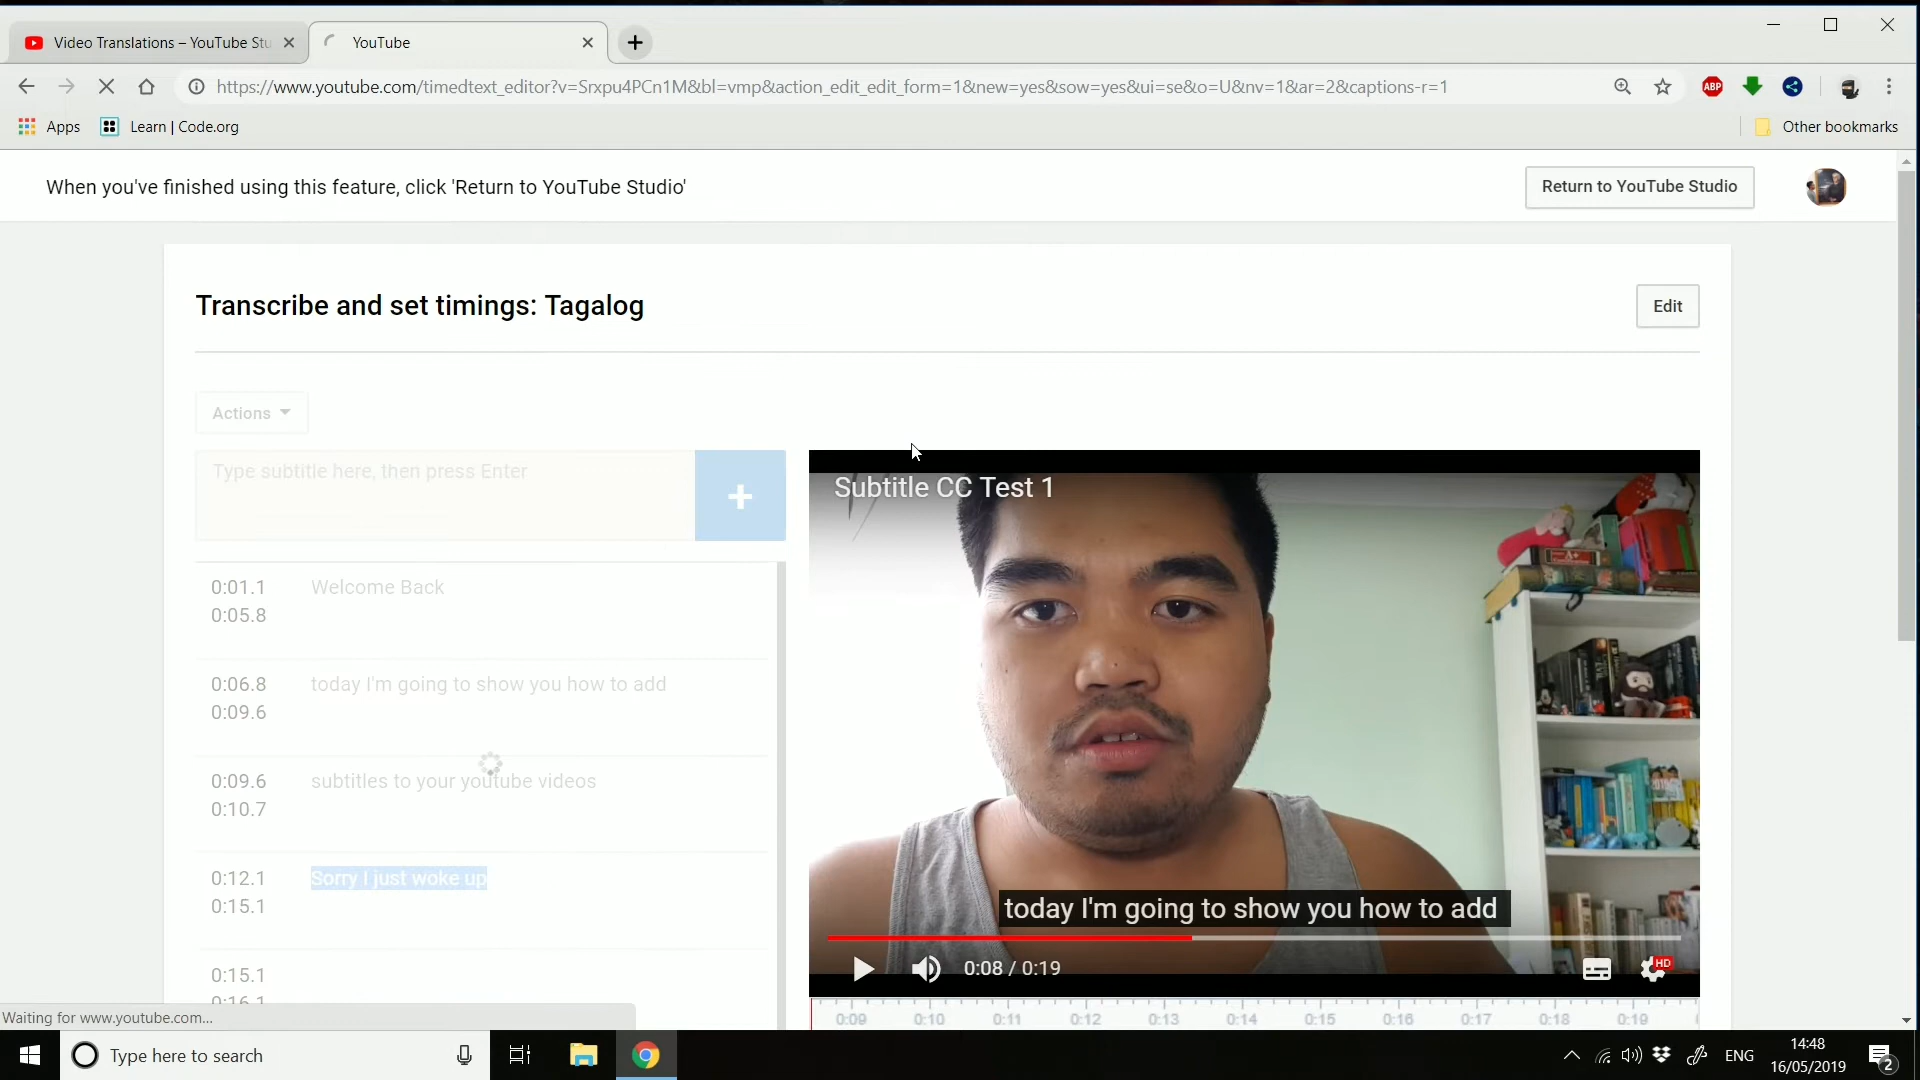 Video Translations – YouTube Stu
YouTube
https://www.youtube.com/timedtext_editor?v=Srxpu4PCn1M&bl=vmp&action_edit_edit_form=1&new=yes&sow=yes&ui=se&o=U&nv=1&ar=2&captions-r=1
ABP
Apps
Learn | Code.org
Other bookmarks
When you've finished using this feature, click 'Return to YouTube Studio'
Return to YouTube Studio
Transcribe and set timings: Tagalog
Edit
Actions
Type subtitle here, then press Enter
+
Subtitle CC Test 1
0:01.1 Welcome Back
0:05.8
0:06.8 today I'm going to show you how to add
0:09.6
0:09.6 subtitles to your youtube videos
0:10.7
0:12.1 Sorry I just woke up
0:15.1
0:15.1
0:16.1
today I'm going to show you how to add
0:08 / 0:19
HD
0:09 0:10 0:11 0:12 0:13 0:14 0:15 0:16 0:17 0:18 0:19
Waiting for www.youtube.com...
Type here to search
ENG
14:48
16/05/2019
2